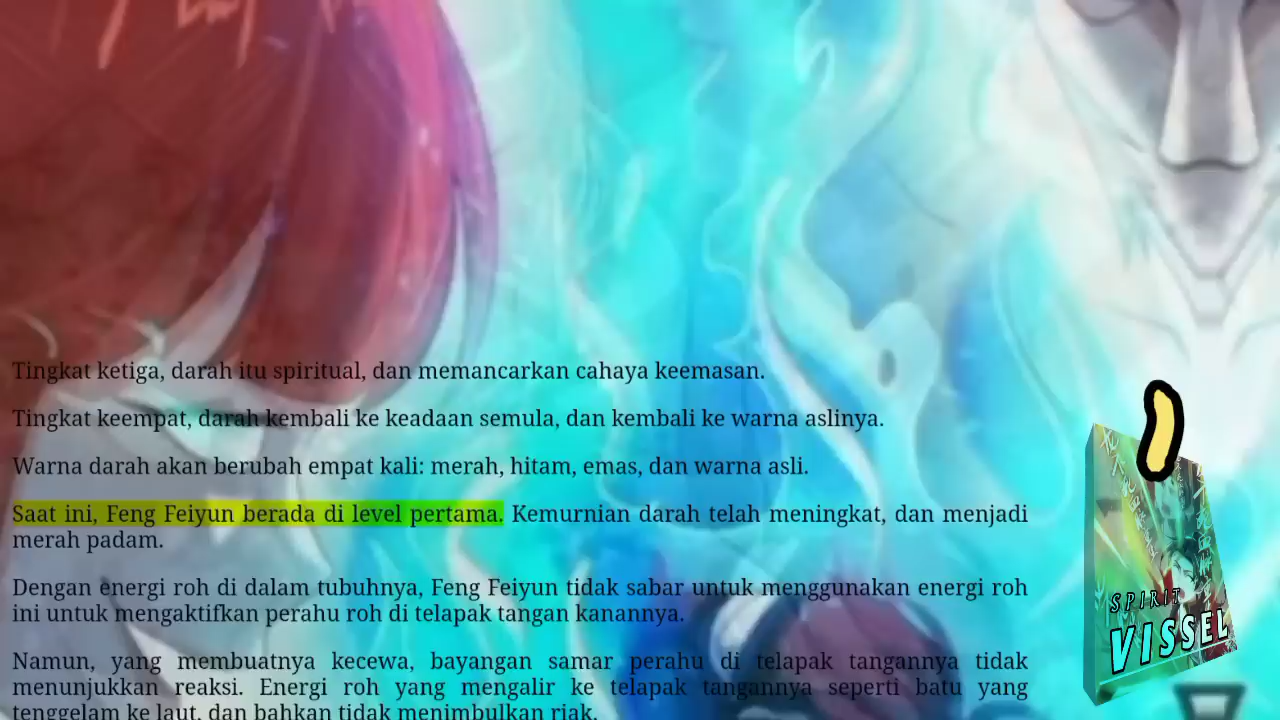 Tingkat ketiga, darah itu spiritual, dan memancarkan cahaya keemasan.
Tingkat keempat, darah kembali ke keadaan semula, dan kembali ke warna aslinya.
Warna darah akan berubah empat kali: merah, hitam, emas, dan warna asli.
Saat ini, Feng Feiyun berada di level pertama. Kemurnian darah telah meningkat, dan menjadi
merah padam.
Dengan energi roh di dalam tubuhnya, Feng Feiyun tidak sabar untuk menggunakan energi roh
ini untuk mengaktifkan perahu roh di telapak tangan kanannya.
Namun, yang membuatnya kecewa, bayangan samar perahu di telapak tangannya tidak
menunjukkan reaksi. Energi roh yang mengalir ke telapak tangannya seperti batu yang
tenggelam ke laut, dan bahkan tidak menimbulkan riak.
SPIRIT
VISSEL